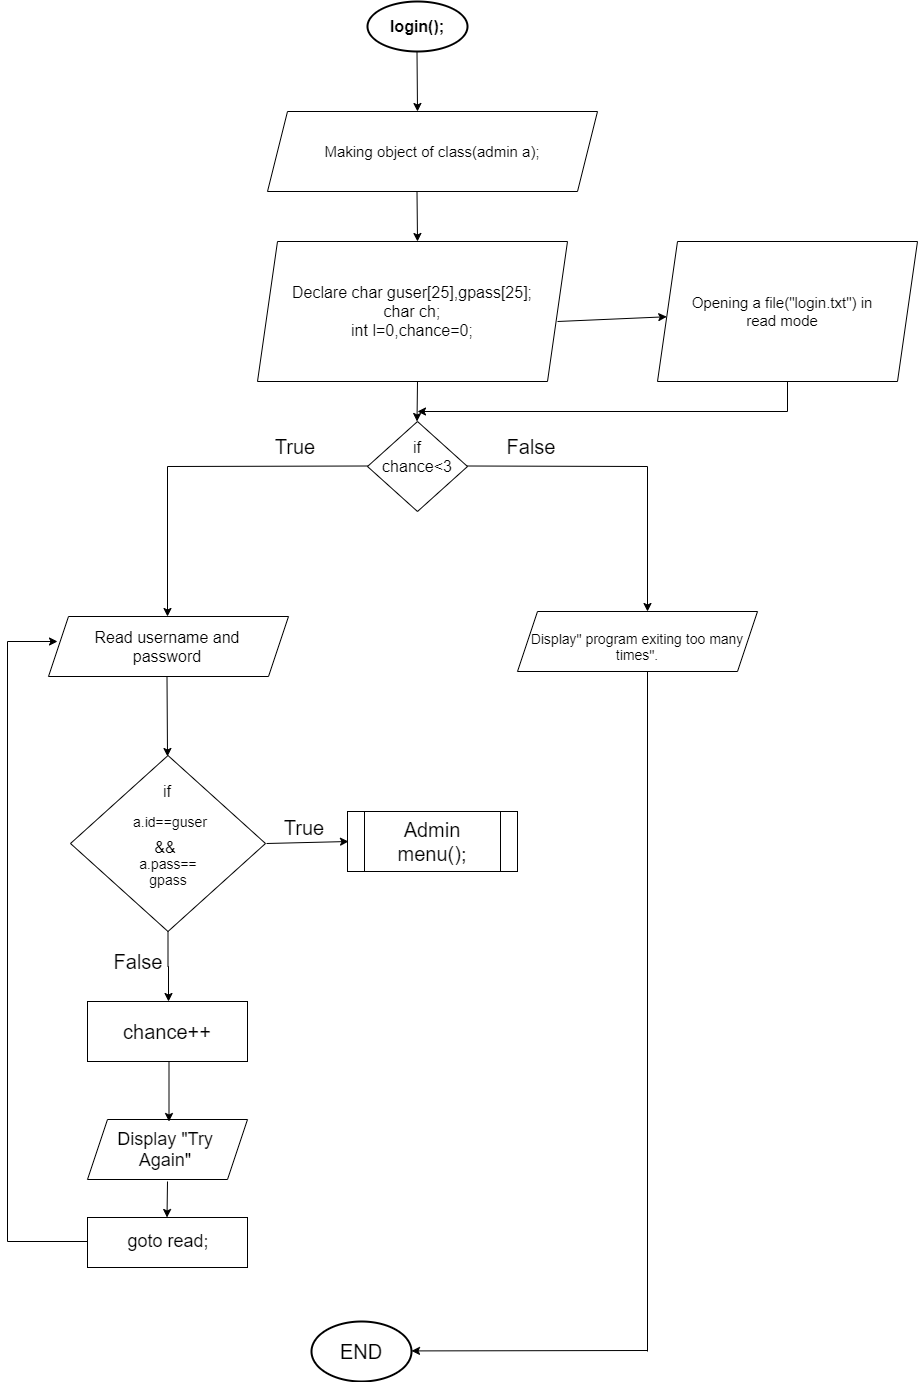 login();
Making object of class(admin a);
Declare char guser[25],gpass[25];
char ch;
int l=0,chance=0;
Opening a file("login.txt") in
read mode
if
chance<3
True
False
Read username and
password
Display" program exiting too many
times".
if
a.id==guser
&&
a.pass==
gpass
True
Admin
menu();
False
chance++
Display "Try
Again"
goto read;
END